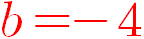 b = − 4